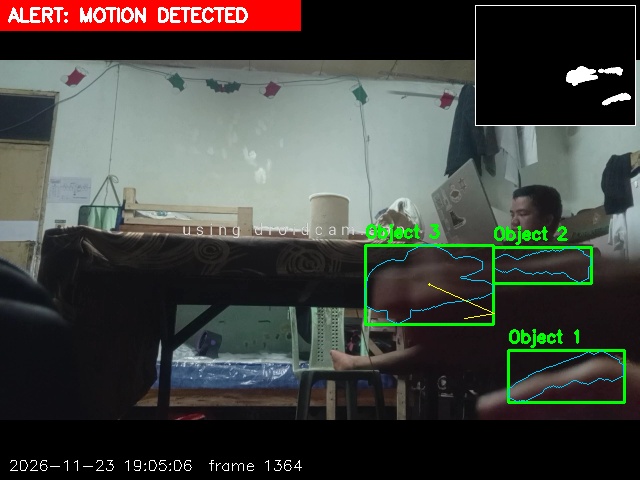 ALERT: MOTION DETECTED
using droidcam
Object 3
Object 2
Object 1
2026-11-23 19:05:06 frame 1364